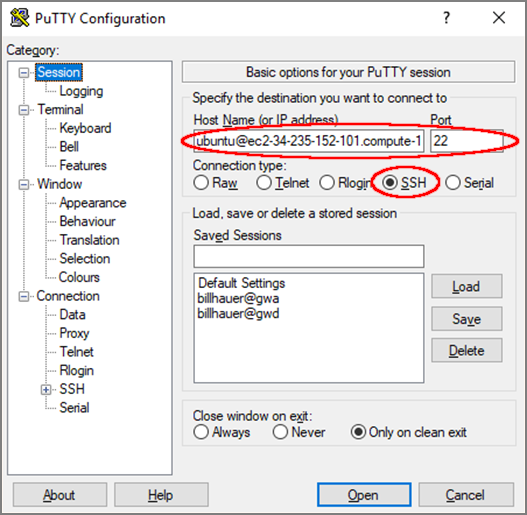 PuTTY Configuration
?
Category:
Session
Logging
Terminal
Keyboard
Bell
Features
Window
Appearance
Behaviour
Translation
Selection
Colours
Connection
Data
Proxy
Telnet
Rlogin
SSH
Serial
Basic options for your PuTTY session
Specify the destination you want to connect to
Host Name (or IP address) Port
ubuntu@ec2-34-235-152-101.compute-1 22
Connection type:
Raw Telnet Rlogin SSH Serial
Load, save or delete a stored session
Saved Sessions
Default Settings
billhauer@gwa
billhauer@gwd
Load
Save
Delete
Close window on exit:
Always Never Only on clean exit
About Help Open Cancel